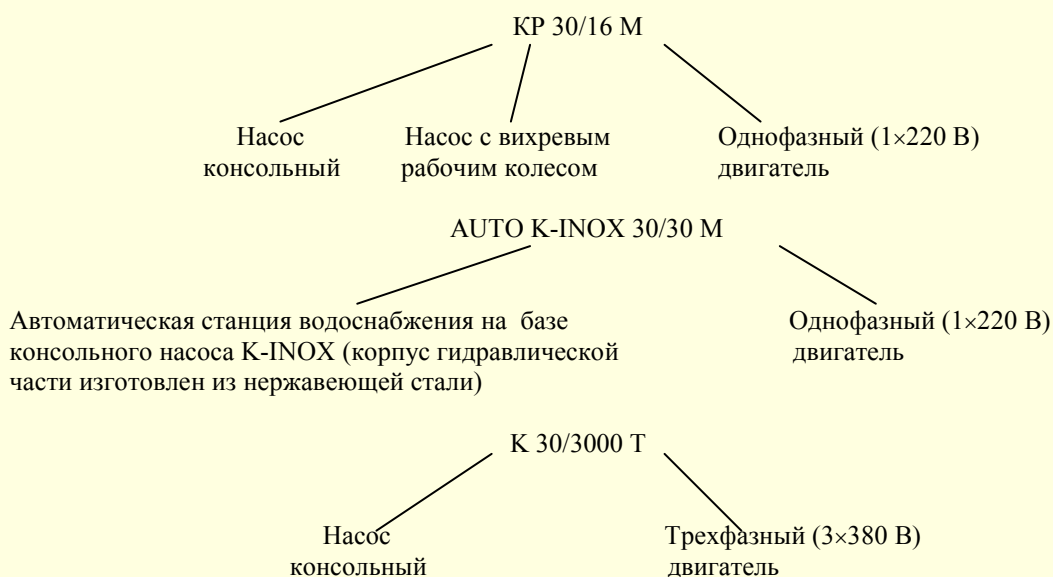 КР 30/16 М
Насос Насос с вихревым Однофазный (1×220 В)
консольный рабочим колесом двигатель
AUTO K-INOX 30/30 M
Автоматическая станция водоснабжения на базе Однофазный (1×220 В)
консольного насоса K-INOX (корпус гидравлической двигатель
части изготовлен из нержавеющей стали)
К 30/3000 Т
Насос Трехфазный (3×380 В)
консольный двигатель